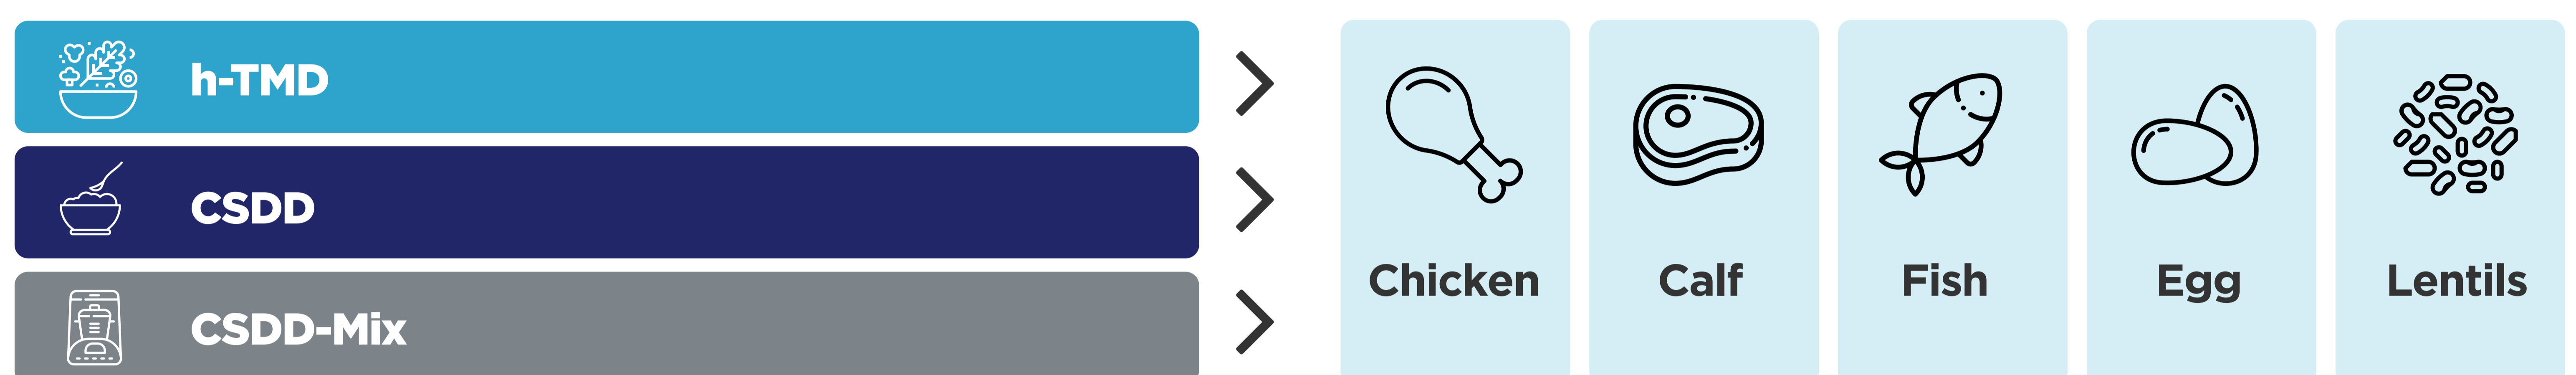 h-TMD
CSDD
CSDD-Mix
Chicken
Calf
Fish
Egg
Lentils